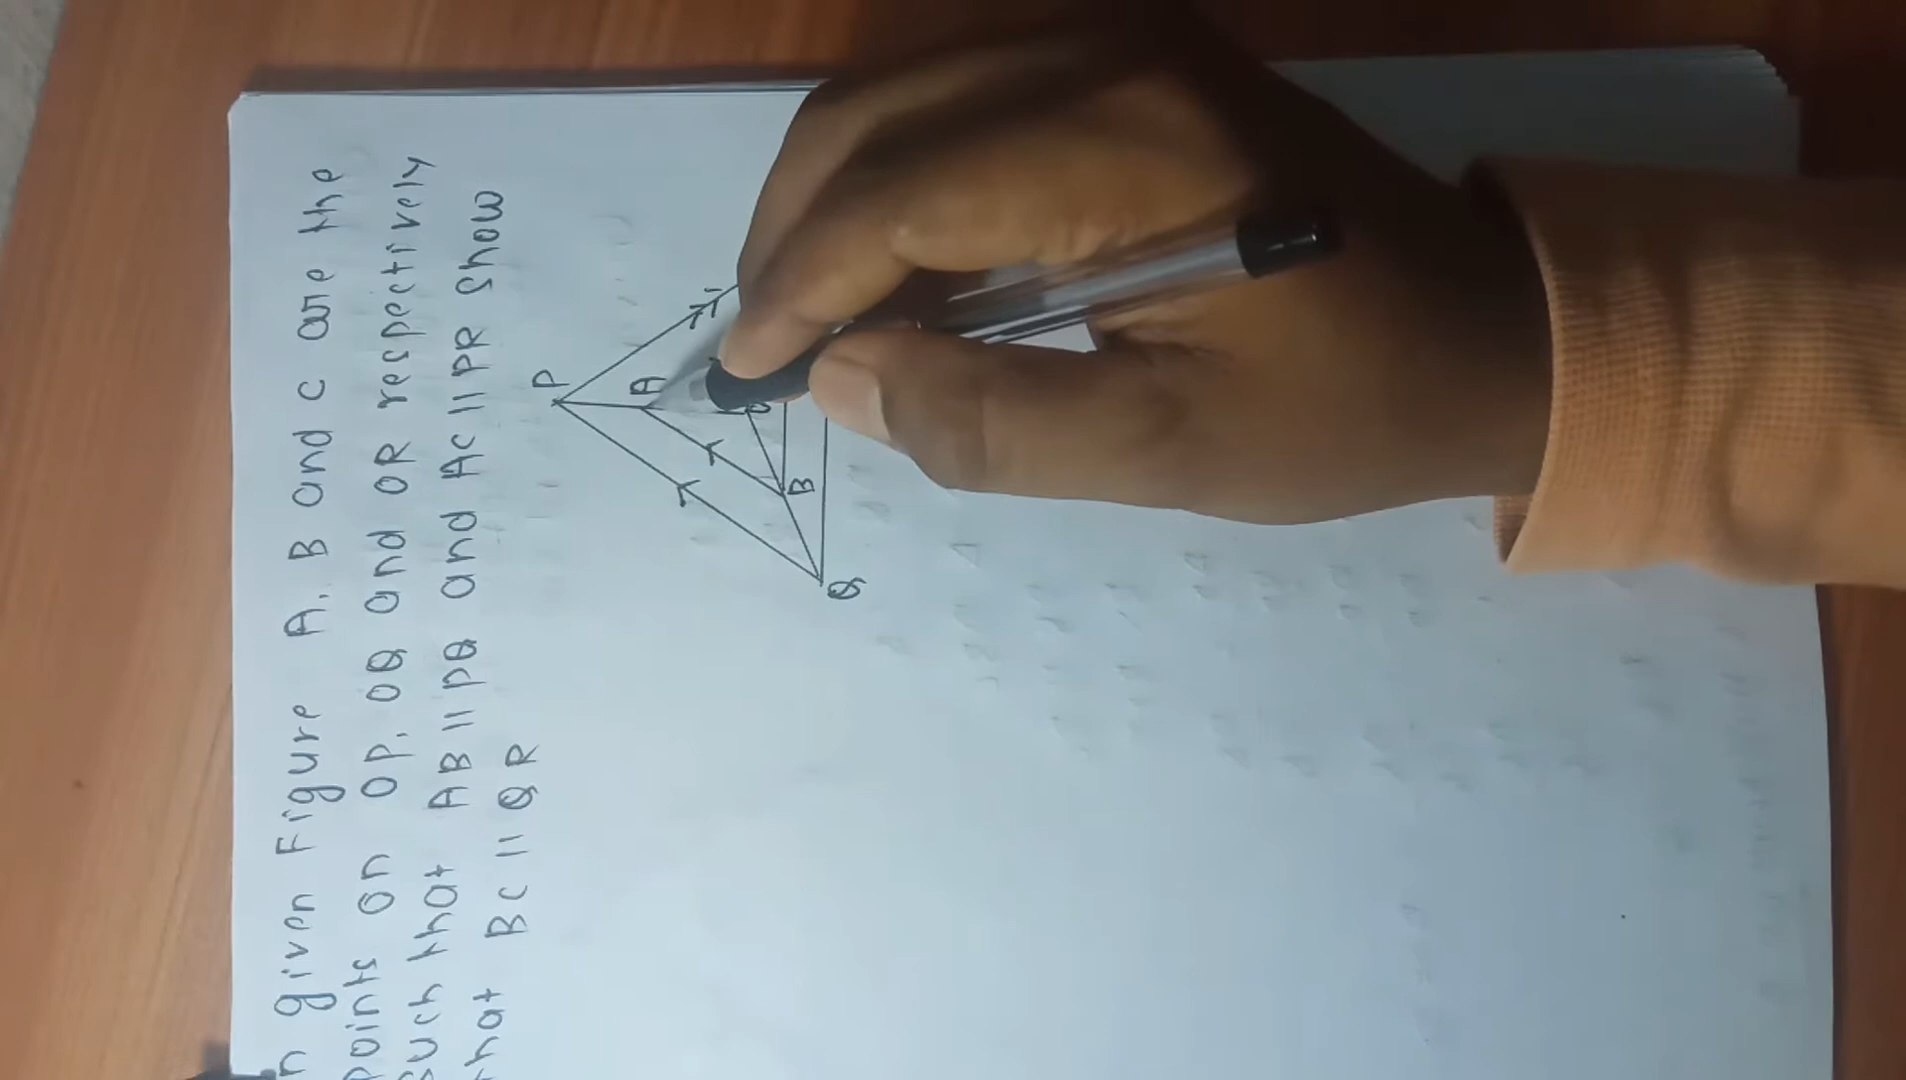 n given Figure A, B and C are the
points on OP, OQ and OR respectively
such that AB || PQ and AC || PR show
that BC || QR
P
A
O
B
Q